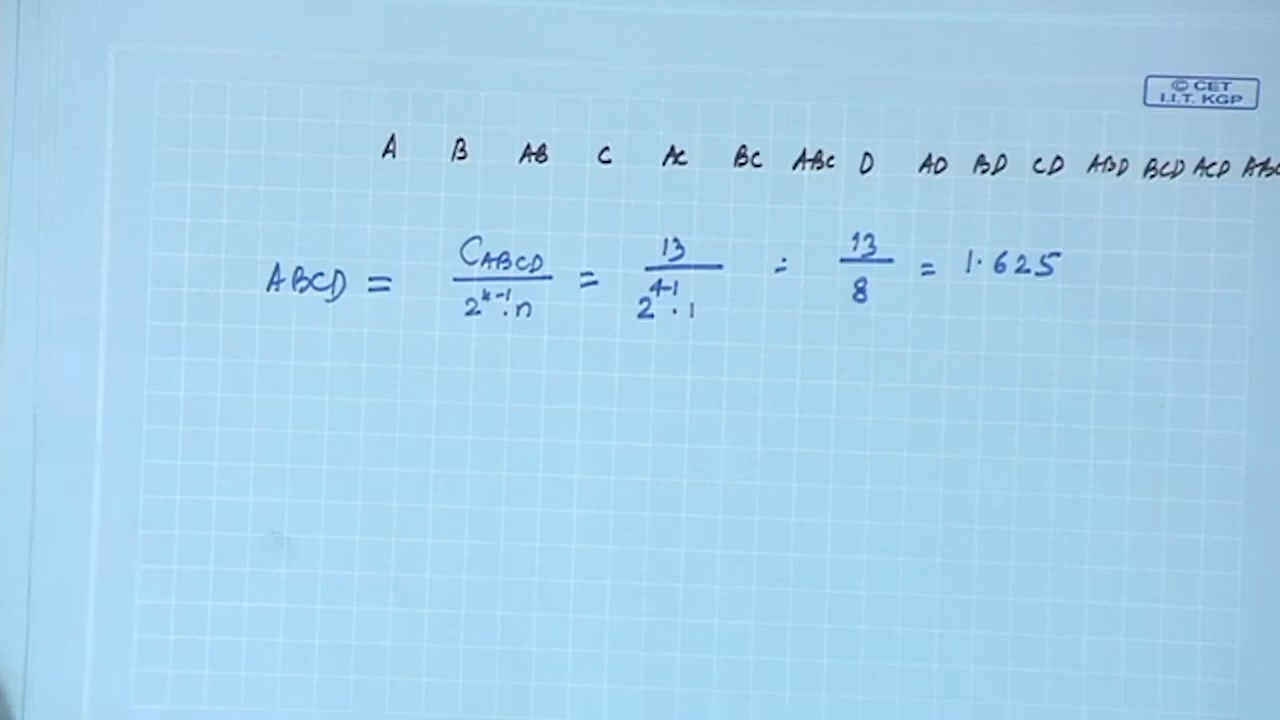 © CET
I.I.T. KGP
A B AB C AC BC ABC D AD BD CD ABD BCD ACD ABC
ABCD = C_ABCD / 2^(k-1) . n = 13 / 2^(4-1) . 1 = 13 / 8 = 1.625